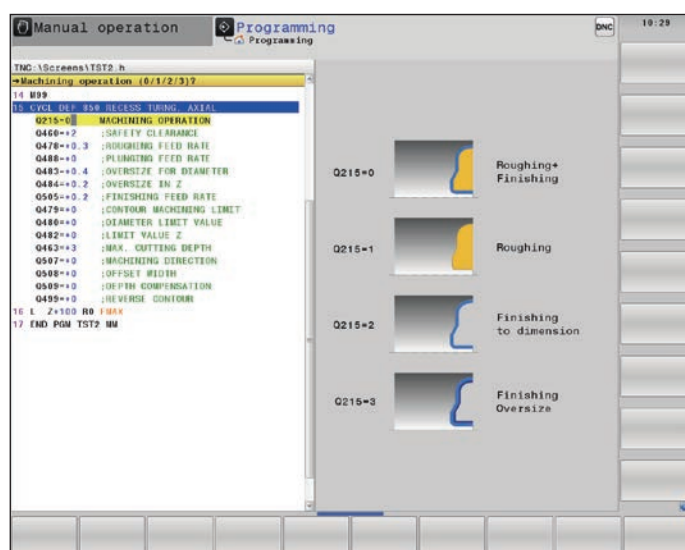 Manual operation
Programming
Programming
DNC
10:29
TNC:\Screens\TST2.h
→Machining operation (0/1/2/3)?
14 M99
15 CYCL DEF 850 RECESS TURNG. AXIAL
Q215=0 MACHINING OPERATION
Q460=+2 ;SAFETY CLEARANCE
Q478=+0.3 ;ROUGHING FEED RATE
Q488=+0 ;PLUNGING FEED RATE
Q483=+0.4 ;OVERSIZE FOR DIAMETER
Q484=+0.2 ;OVERSIZE IN Z
Q505=+0.2 ;FINISHING FEED RATE
Q479=+0 ;CONTOUR MACHINING LIMIT
Q480=+0 ;DIAMETER LIMIT VALUE
Q482=+0 ;LIMIT VALUE Z
Q463=+3 ;MAX. CUTTING DEPTH
Q507=+0 ;MACHINING DIRECTION
Q508=+0 ;OFFSET WIDTH
Q509=+0 ;DEPTH COMPENSATION
Q499=+0 ;REVERSE CONTOUR
16 L Z+100 R0 FMAX
17 END PGM TST2 MM
Q215=0
Roughing+
Finishing
Q215=1
Roughing
Q215=2
Finishing
to dimension
Q215=3
Finishing
Oversize